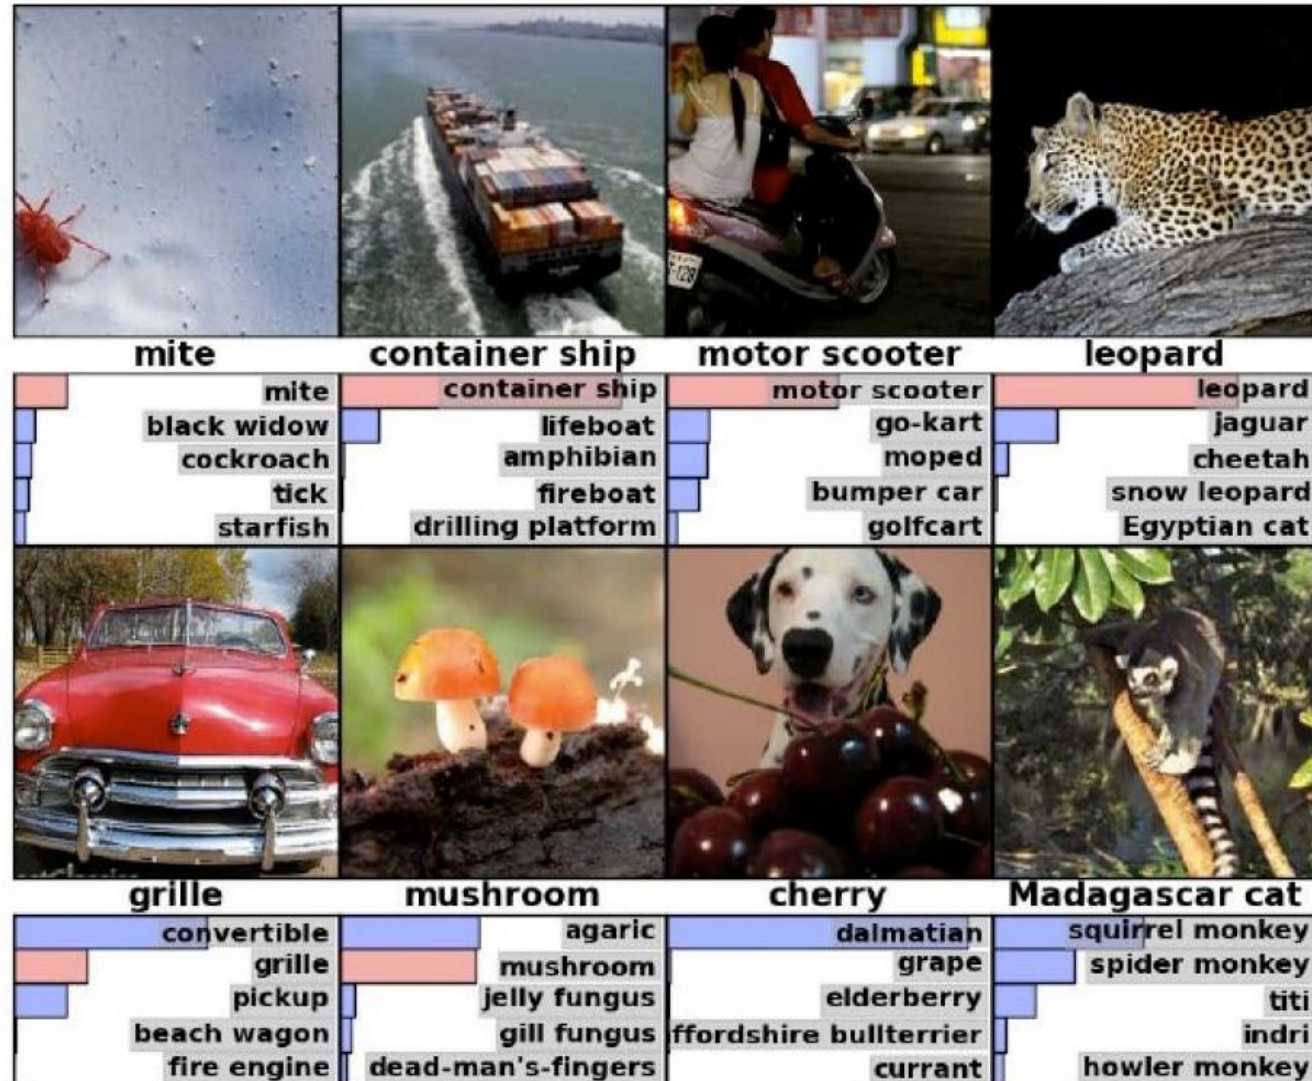 mite
container ship
motor scooter
leopard
mite
black widow
cockroach
tick
starfish
container ship
lifeboat
amphibian
fireboat
drilling platform
motor scooter
go-kart
moped
bumper car
golfcart
leopard
jaguar
cheetah
snow leopard
Egyptian cat
grille
mushroom
cherry
Madagascar cat
convertible
grille
pickup
beach wagon
fire engine
agaric
mushroom
jelly fungus
gill fungus
dead-man's-fingers
dalmatian
grape
elderberry
ffordshire bullterrier
currant
squirrel monkey
spider monkey
titi
indri
howler monkey